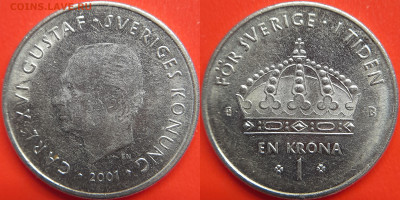 COINS.LAVE.RU
CARL XVI GUSTAF · SVERIGES KONUNG
2001
FÖR SVERIGE · I TIDEN
B
EN KRONA
1